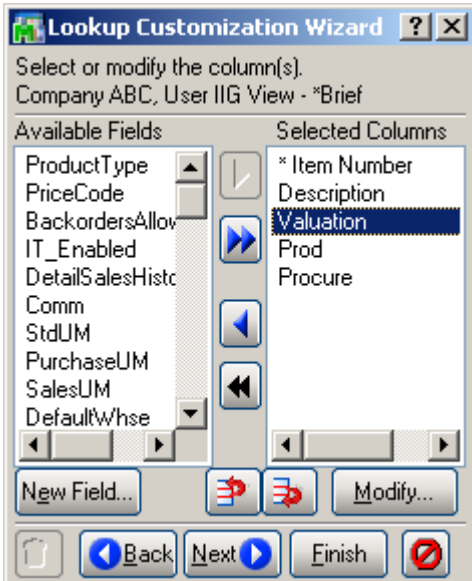 Lookup Customization Wizard
Select or modify the column(s).
Company ABC, User IIG View - *Brief
Available Fields
ProductType
PriceCode
BackordersAllow
IT_Enabled
DetailSalesHisto
Comm
StdUM
PurchaseUM
SalesUM
DefaultWhse
Selected Columns
* Item Number
Description
Valuation
Prod
Procure
New Field...
Modify...
Back
Next
Finish